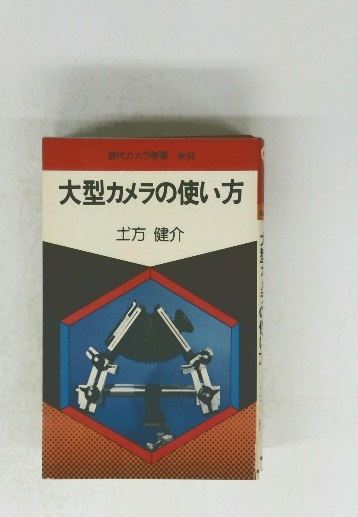 現代カメラ新書
大型カメラの使い方
土方 健介